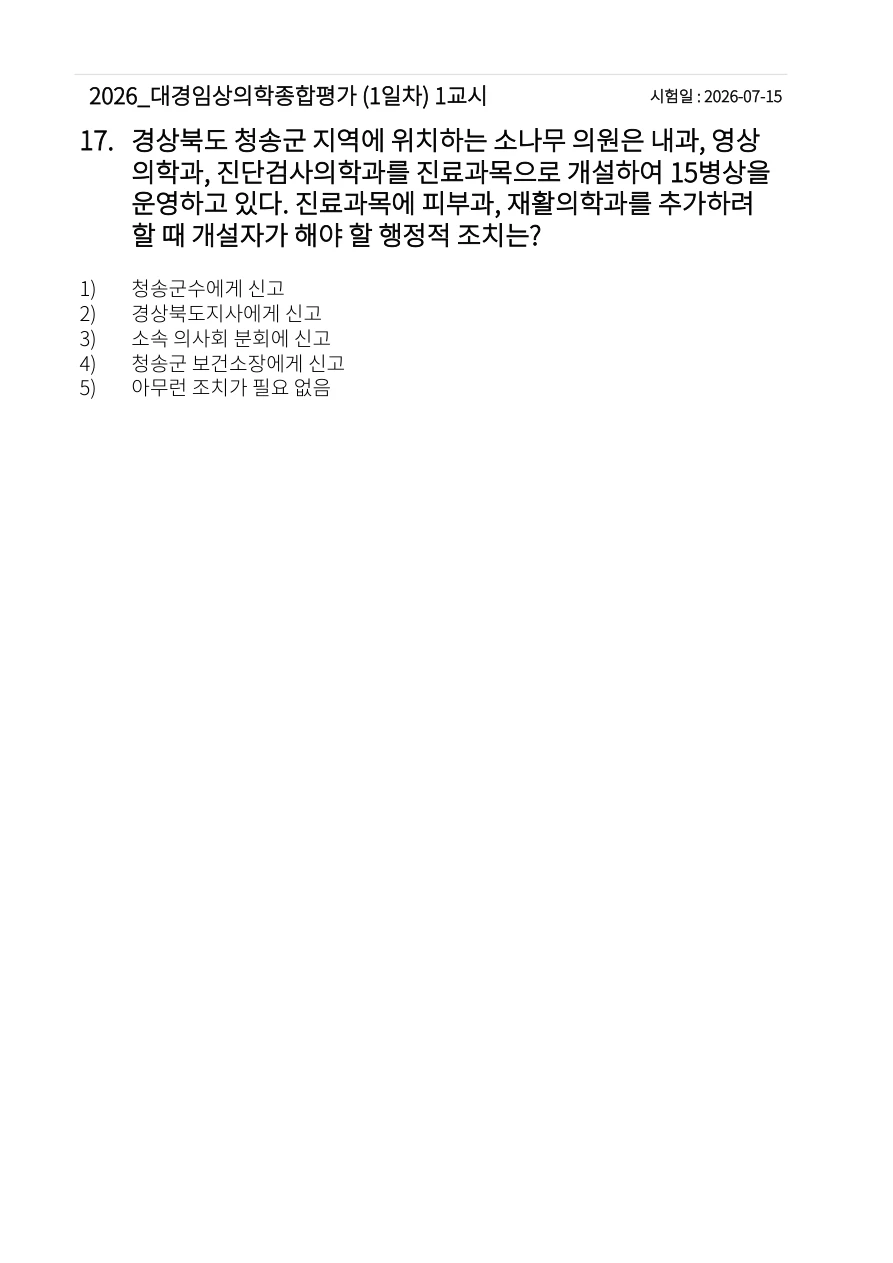 2026_대경임상의학종합평가 (1일차) 1교시
시험일 : 2026-07-15
17. 경상북도 청송군 지역에 위치하는 소나무 의원은 내과, 영상
의학과, 진단검사의학과를 진료과목으로 개설하여 15병상을
운영하고 있다. 진료과목에 피부과, 재활의학과를 추가하려
할 때 개설자가 해야 할 행정적 조치는?
1) 청송군수에게 신고
2) 경상북도지사에게 신고
3) 소속 의사회 분회에 신고
4) 청송군 보건소장에게 신고
5) 아무런 조치가 필요 없음